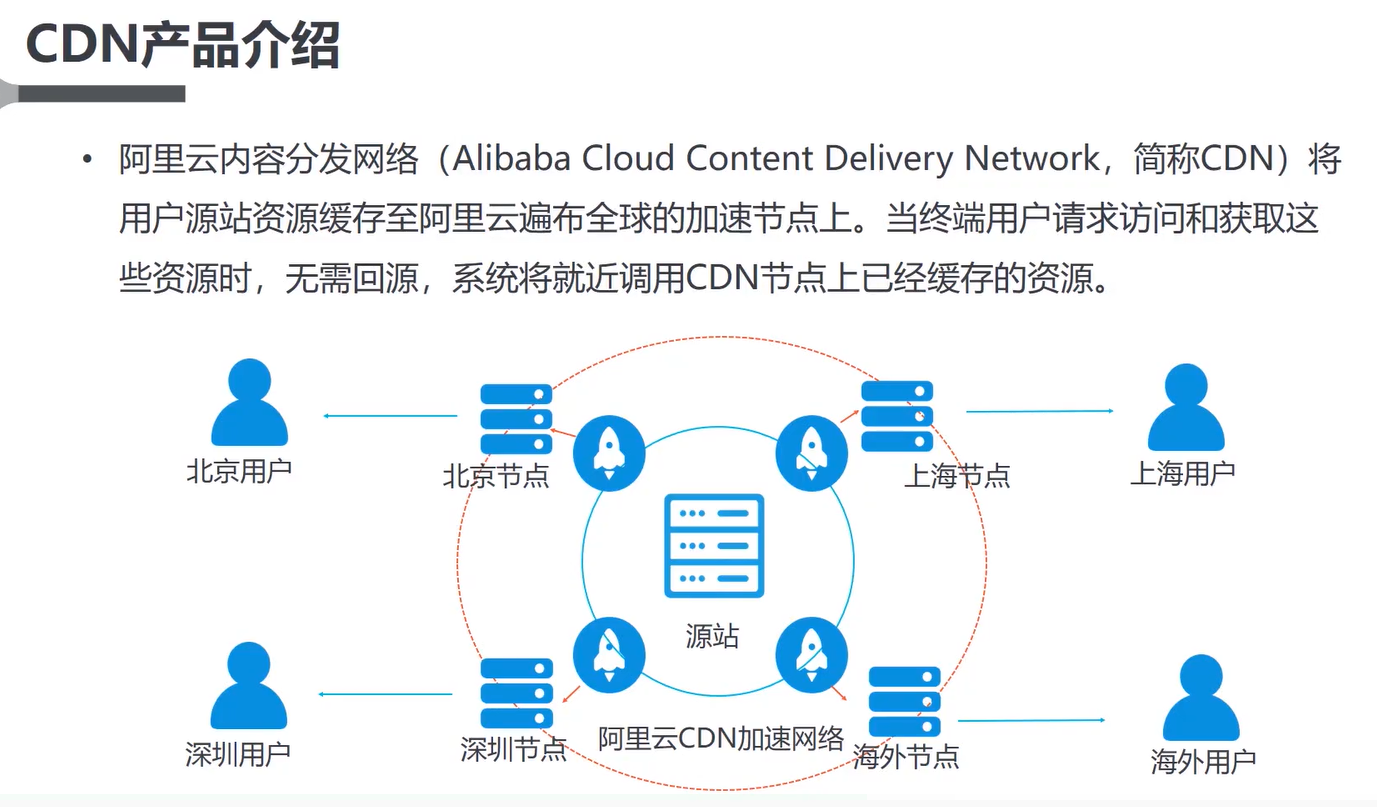 CDN产品介绍
• 阿里云内容分发网络（Alibaba Cloud Content Delivery Network，简称CDN）将
用户源站资源缓存至阿里云遍布全球的加速节点上。当终端用户请求访问和获取这
些资源时，无需回源，系统将就近调用CDN节点上已经缓存的资源。
北京用户
北京节点
上海节点
上海用户
源站
深圳用户
深圳节点
阿里云CDN加速网络
海外节点
海外用户